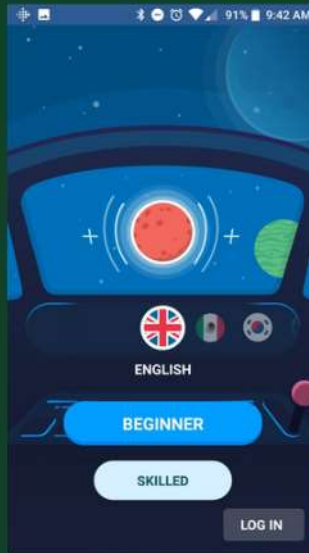 91% 9:42 AM
ENGLISH
BEGINNER
SKILLED
LOG IN